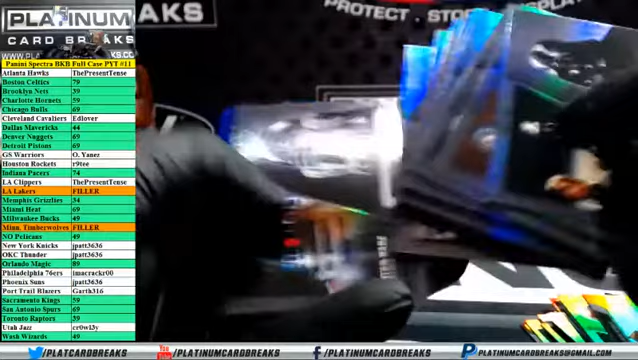 PLATINUM
CARD BREAKS
PROTECT · STO
BREAKS
Panini Spectra BKB Full Case PYT #11
Atlanta Hawks ThePresentTense
Boston Celtics 79
Brooklyn Nets 39
Charlotte Hornets 59
Chicago Bulls 69
Cleveland Cavaliers Edlover
Dallas Mavericks 44
Denver Nuggets 69
Detroit Pistons 69
GS Warriors O. Yanez
Houston Rockets r9tee
Indiana Pacers 74
LA Clippers ThePresentTense
LA Lakers FILLER
Memphis Grizzlies 34
Miami Heat 69
Milwaukee Bucks 49
Minn. Timberwolves FILLER
NO Pelicans 49
New York Knicks jpatt3636
OKC Thunder jpatt3636
Orlando Magic 89
Philadelphia 76ers imacrackr00
Phoenix Suns jpatt3636
Port Trail Blazers Garth316
Sacramento Kings 59
San Antonio Spurs 69
Toronto Raptors 39
Utah Jazz cr0wl3y
Wash Wizards 49
/PLATCARDBREAKS
/PLATINUMCARDBREAKS
/PLATINUMCARDBREAKS
PLATINUMCARDBREAKS@GMAIL.COM